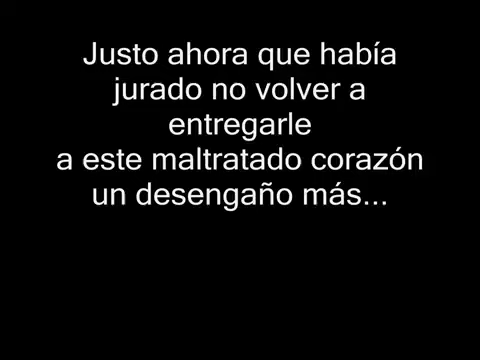 Justo ahora que había
jurado no volver a
entregarle
a este maltratado corazón
un desengaño más...